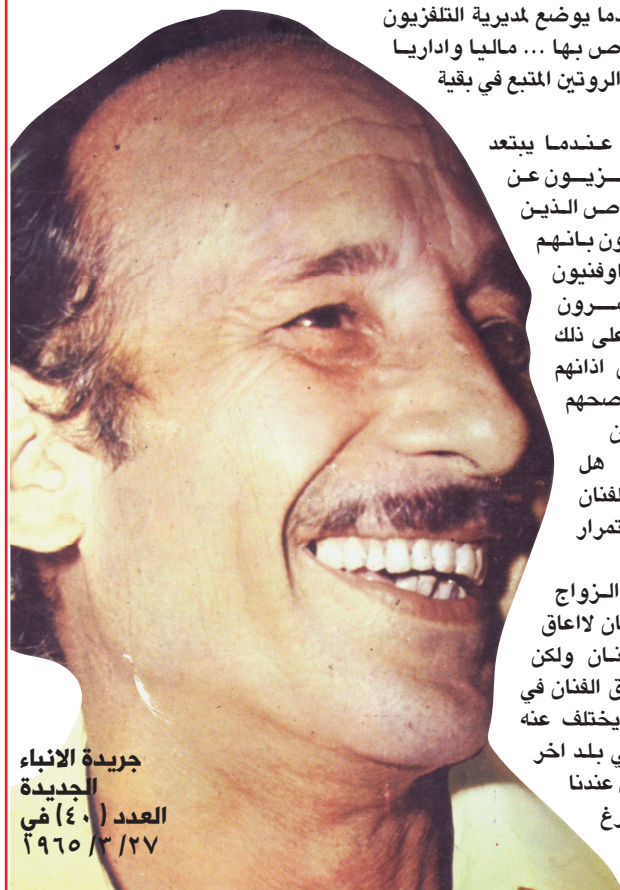 دما يوضع لمديرية التلفزيون
ص بها ... ماليا واداريا
الروتين المتبع في بقية
عندما يبتعد
زيون عن
ص الذين
ون بانهم
اوفنيون
مرون
على ذلك
اذانهم
صحهم
ن
هل
لفنان
تمرار
الزواج
ان لااعاق
نان ولكن
ق الفنان في
يختلف عنه
ي بلد اخر
عندنا
رغ
جريدة الانباء
الجديدة
العدد (٤٠) في
٢٧/ ٣/ ١٩٦٥